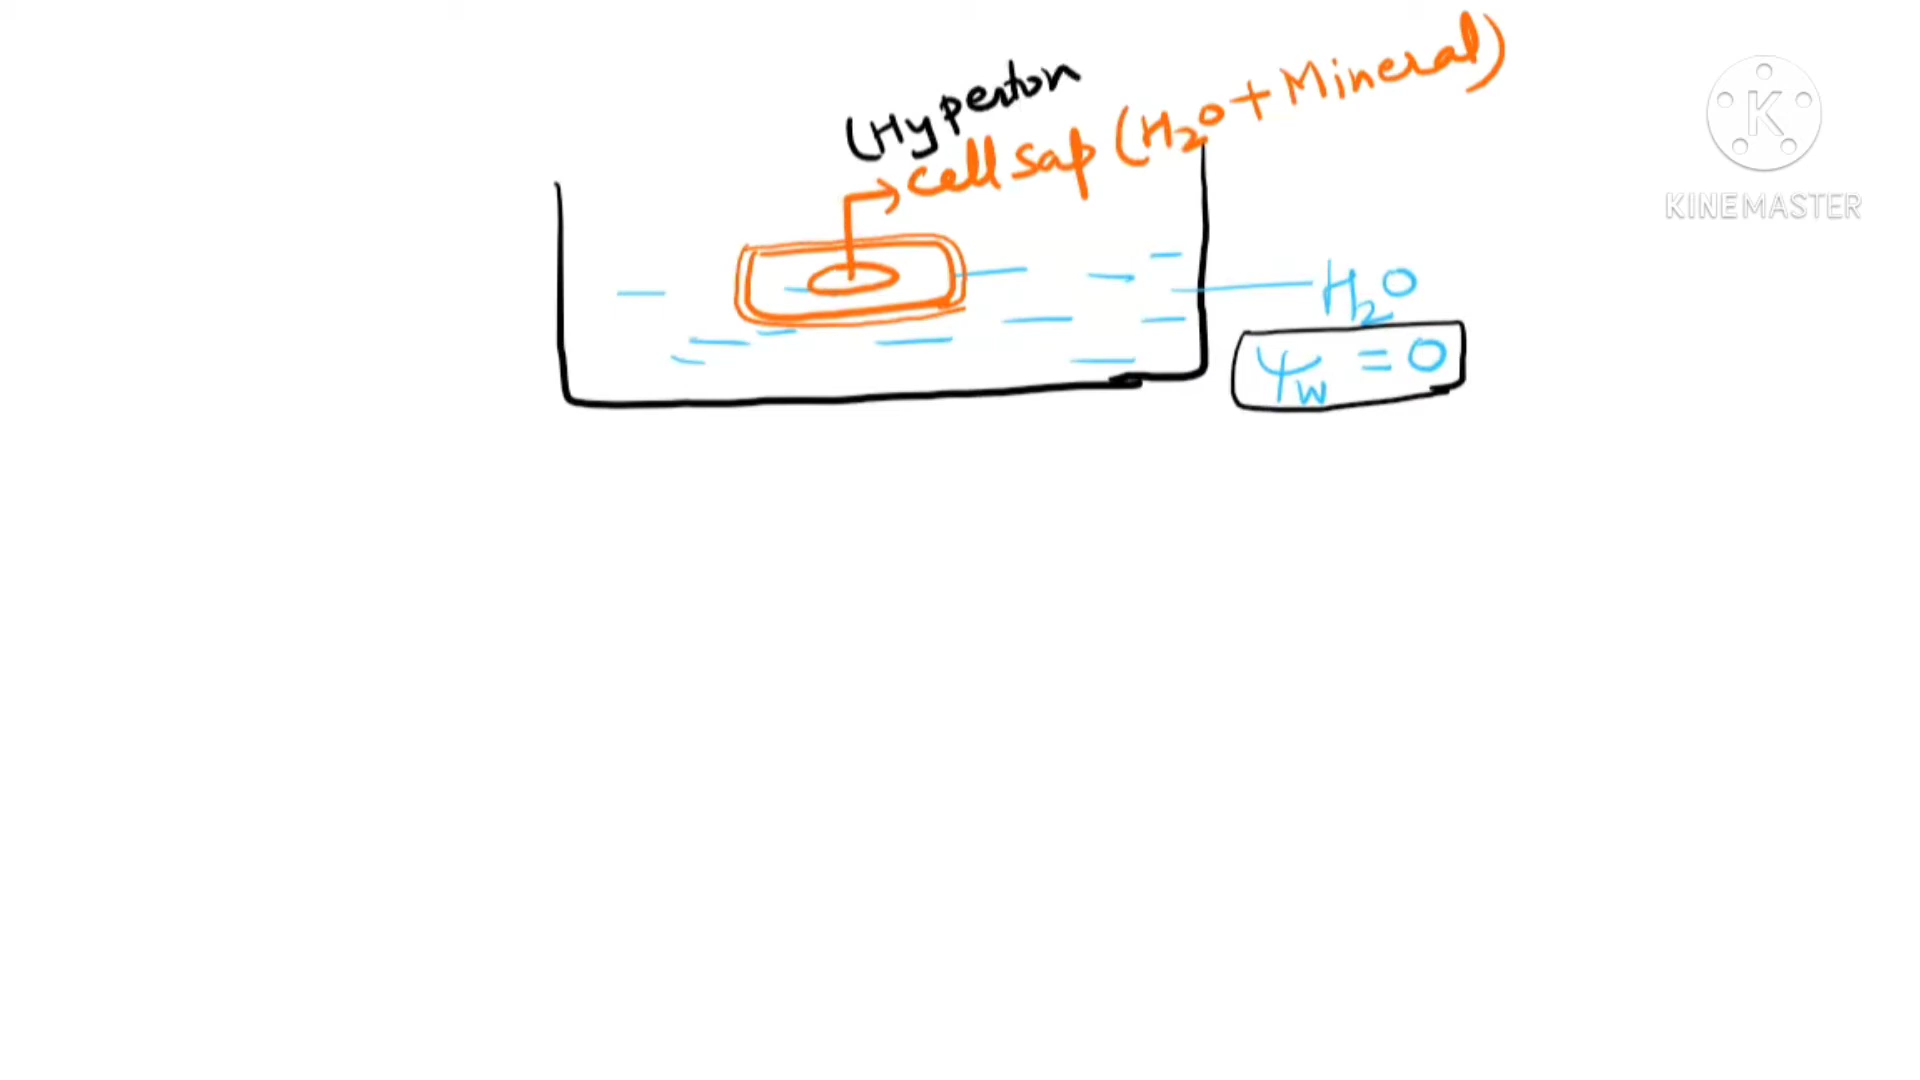 (Hyperton
Cell sap (H₂O + Mineral)
K
KINEMASTER
H₂O
Ψw = 0